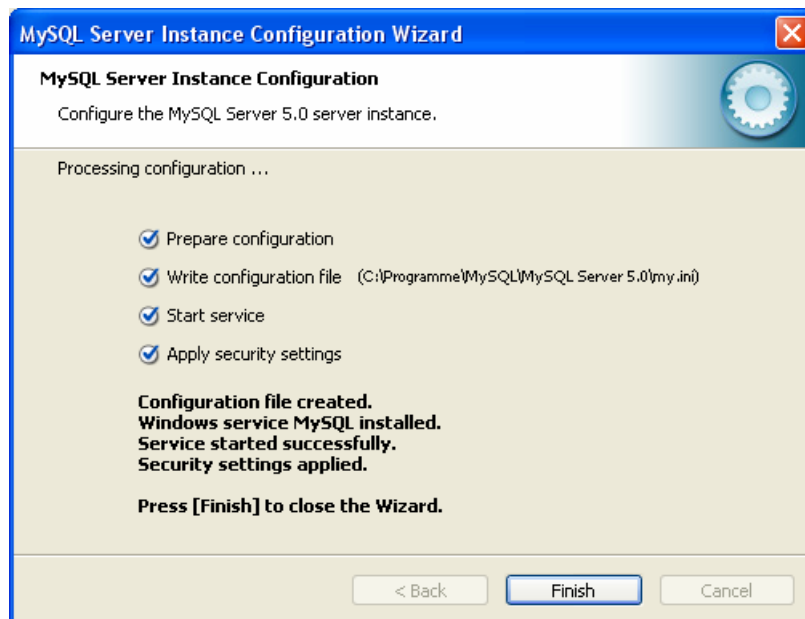 MySQL Server Instance Configuration Wizard
MySQL Server Instance Configuration
Configure the MySQL Server 5.0 server instance.
Processing configuration ...
Prepare configuration
Write configuration file (C:\Programme\MySQL\MySQL Server 5.0\my.ini)
Start service
Apply security settings
Configuration file created.
Windows service MySQL installed.
Service started successfully.
Security settings applied.
Press [Finish] to close the Wizard.
< Back Finish Cancel